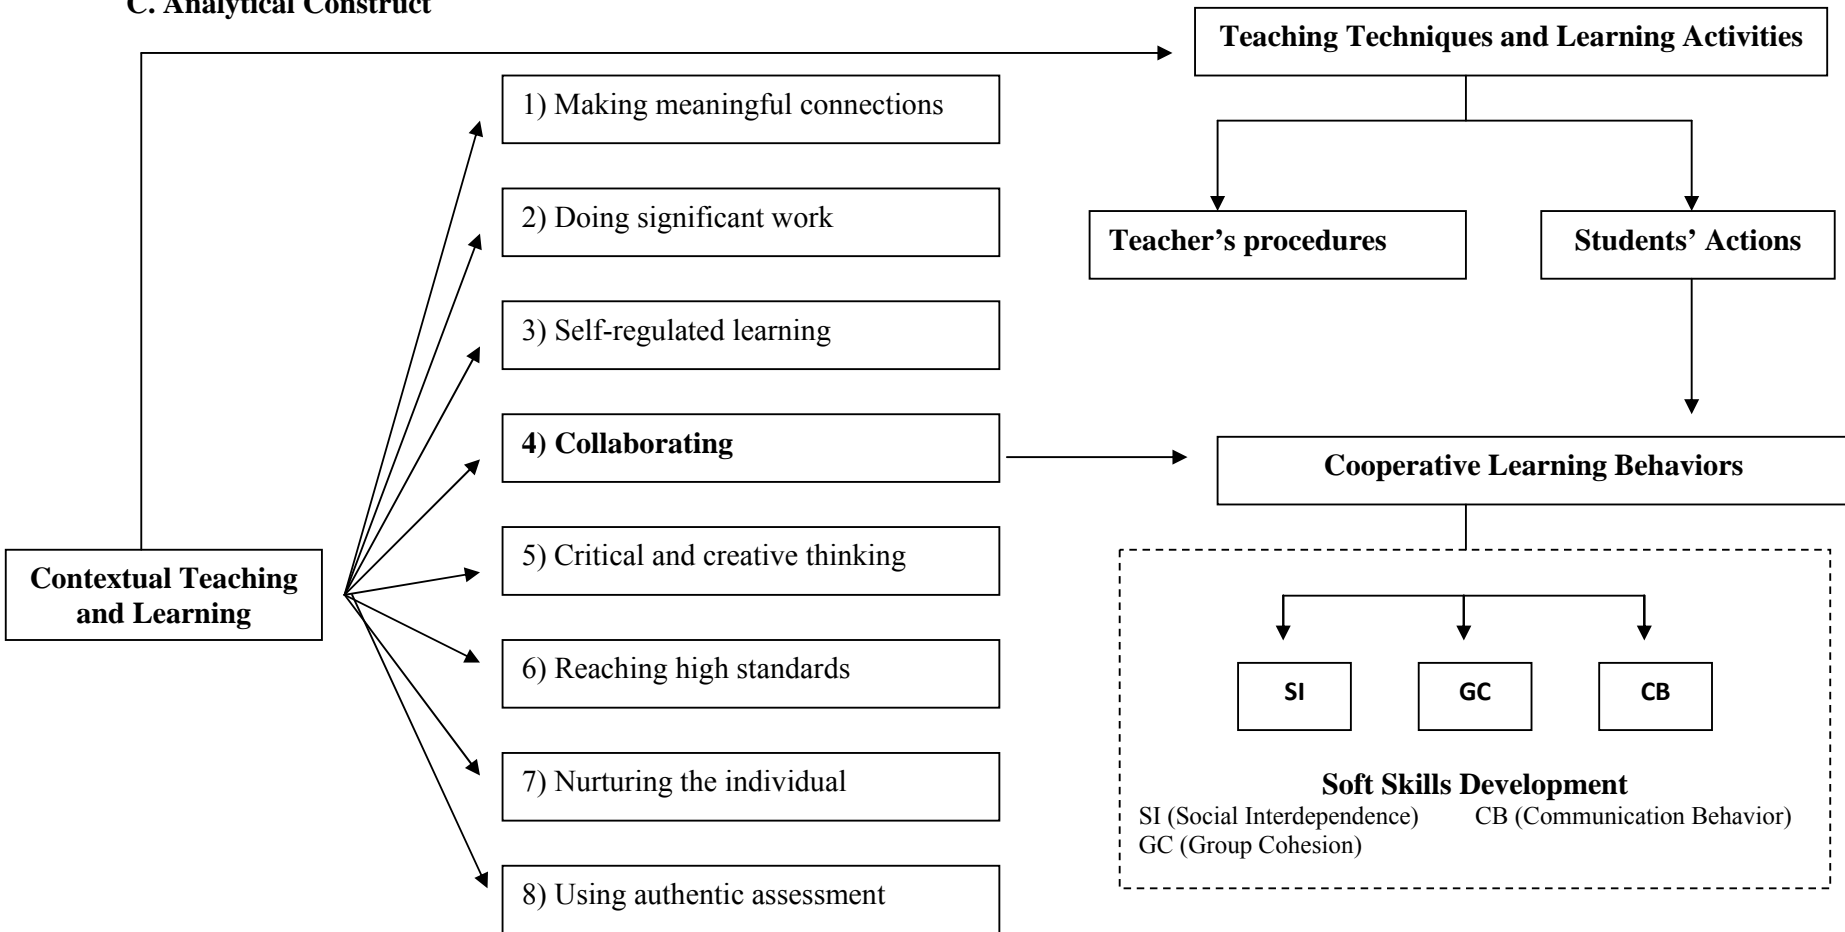 C. Analytical Construct
Teaching Techniques and Learning Activities
1) Making meaningful connections
2) Doing significant work
Teacher’s procedures
Students’ Actions
3) Self-regulated learning
4) Collaborating
Cooperative Learning Behaviors
5) Critical and creative thinking
Contextual Teaching
and Learning
6) Reaching high standards
SI
GC
CB
7) Nurturing the individual
Soft Skills Development
SI (Social Interdependence) CB (Communication Behavior)
GC (Group Cohesion)
8) Using authentic assessment